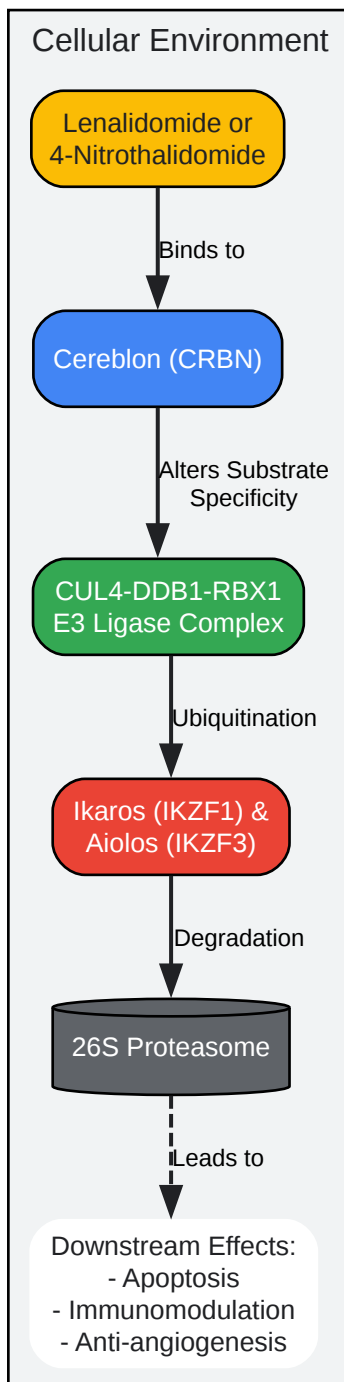 Cellular Environment
Lenalidomide or
4-Nitrothalidomide
Binds to
Cereblon (CRBN)
Alters Substrate
Specificity
CUL4-DDB1-RBX1
E3 Ligase Complex
Ubiquitination
Ikaros (IKZF1) &
Aiolos (IKZF3)
Degradation
26S Proteasome
Leads to
Downstream Effects:
- Apoptosis
- Immunomodulation
- Anti-angiogenesis